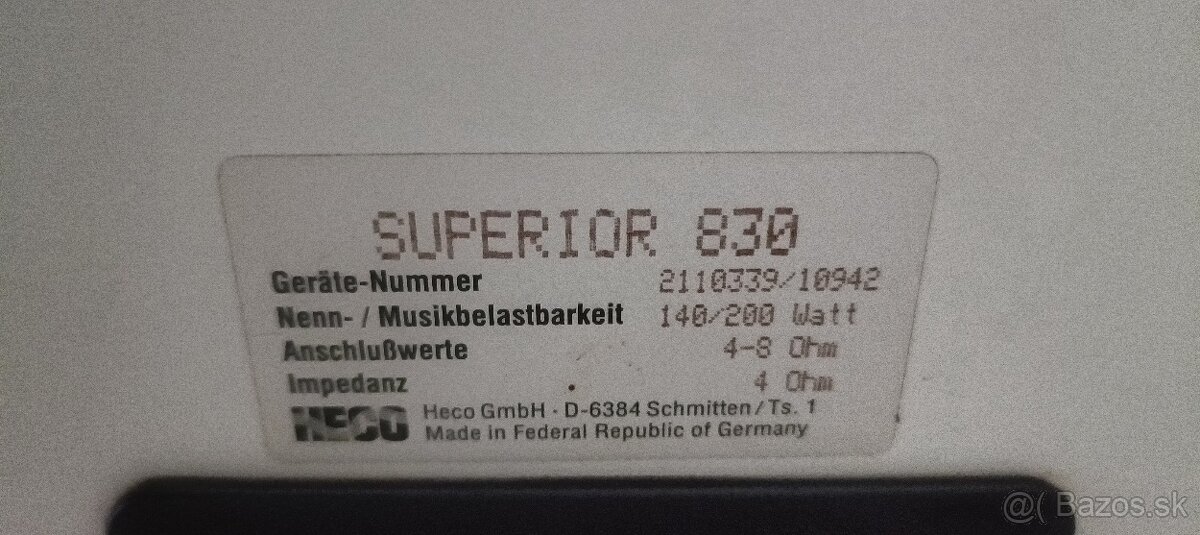 SUPERIOR 830
Geräte-Nummer 2110339/10942
Nenn- / Musikbelastbarkeit 140/200 Watt
Anschlußwerte 4-8 Ohm
Impedanz 4 Ohm
HECO Heco GmbH · D-6384 Schmitten/Ts. 1
Made in Federal Republic of Germany
@( Bazos.sk